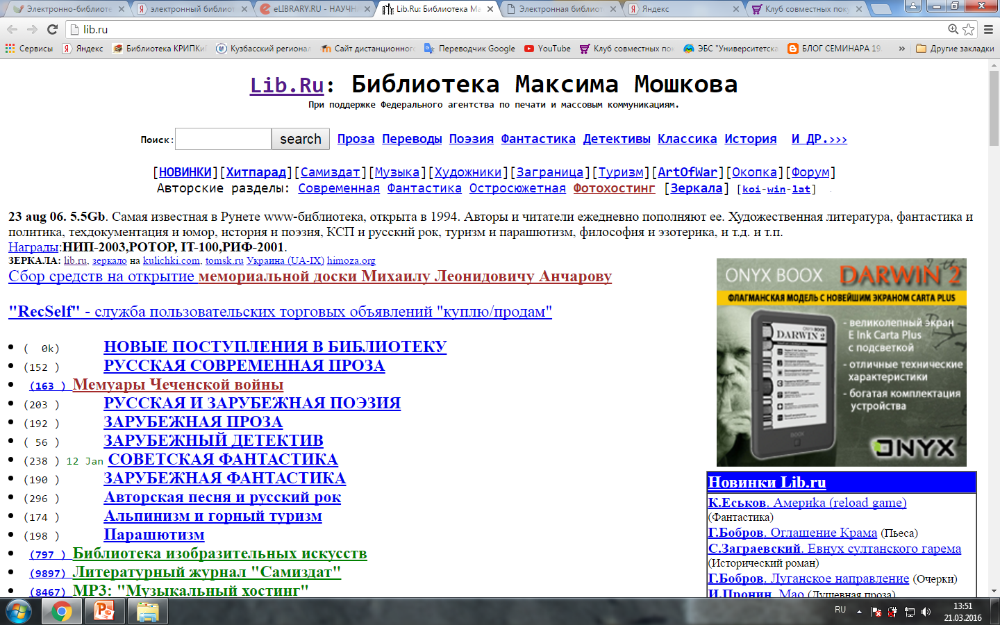 Электронно-библиоте
электронный библиот
eLIBRARY.RU - НАУЧН
Lib.Ru: Библиотека Ма
Электронная библиот
Яндекс
Клуб совместных поку
lib.ru
Сервисы
Яндекс
Библиотека КРИПКи
Кузбасский регионал
Сайт дистанционног
Переводчик Google
YouTube
Клуб совместных пок
ЭБС "Университетска
БЛОГ СЕМИНАРА 19.
»
Другие закладки
Lib.Ru: Библиотека Максима Мошкова
При поддержке Федерального агентства по печати и массовым коммуникациям.
Поиск: search Проза Переводы Поэзия Фантастика Детективы Классика История И ДР.>>>
[НОВИНКИ][Хитпарад][Самиздат][Музыка][Художники][Заграница][Туризм][ArtOfWar][Окопка][Форум]
Авторские разделы: Современная Фантастика Остросюжетная Фотохостинг [Зеркала] [koi-win-lat]
23 aug 06. 5.5Gb. Самая известная в Рунете www-библиотека, открыта в 1994. Авторы и читатели ежедневно пополняют ее. Художественная литература, фантастика и
политика, техдокументация и юмор, история и поэзия, КСП и русский рок, туризм и парашютизм, философия и эзотерика, и т.д. и т.п.
Награды:НИП-2003,РОТОР, IT-100,РИФ-2001.
ЗЕРКАЛА: lib.ru, зеркало на kulichki.com, tomsk.ru Украина (UA-IX) himoza.org
Сбор средств на открытие мемориальной доски Михаилу Леонидовичу Анчарову
"RecSelf" - служба пользовательских торговых объявлений "куплю/продам"
( 0k) НОВЫЕ ПОСТУПЛЕНИЯ В БИБЛИОТЕКУ
(152 ) РУССКАЯ СОВРЕМЕННАЯ ПРОЗА
(163 ) Мемуары Чеченской войны
(203 ) РУССКАЯ И ЗАРУБЕЖНАЯ ПОЭЗИЯ
(192 ) ЗАРУБЕЖНАЯ ПРОЗА
( 56 ) ЗАРУБЕЖНЫЙ ДЕТЕКТИВ
(238 ) 12 Jan СОВЕТСКАЯ ФАНТАСТИКА
(190 ) ЗАРУБЕЖНАЯ ФАНТАСТИКА
(296 ) Авторская песня и русский рок
(174 ) Альпинизм и горный туризм
(198 ) Парашютизм
(797 ) Библиотека изобразительных искусств
(9897) Литературный журнал "Самиздат"
(8467) MP3: "Музыкальный хостинг"
ONYX BOOX DARWIN 2
ФЛАГМАНСКАЯ МОДЕЛЬ С НОВЕЙШИМ ЭКРАНОМ CARTA PLUS
DARWIN 2
- великолепный экран
E Ink Carta Plus
с подсветкой
- отличные технические
характеристики
- богатая комплектация
устройства
BOOX
ONYX
Новинки Lib.ru
К.Еськов. Америkа (reload game)
(Фантастика)
Г.Бобров. Оглашение Крама (Пьеса)
С.Заграевский. Евнух султанского гарема
(Исторический роман)
Г.Бобров. Луганское направление (Очерки)
И.Пронин. Мао (Душевная проза)
RU
13:51
21.03.2016